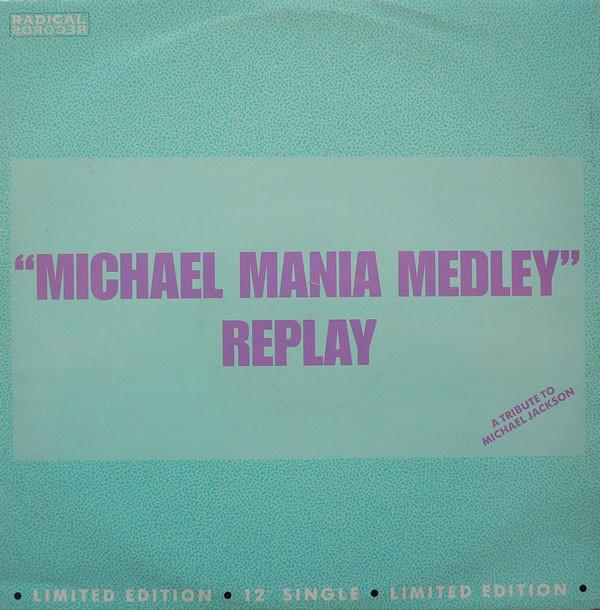 RADICAL
RECORDS
"MICHAEL MANIA MEDLEY"
REPLAY
A TRIBUTE TO
MICHAEL JACKSON
• LIMITED EDITION • 12" SINGLE • LIMITED EDITION •